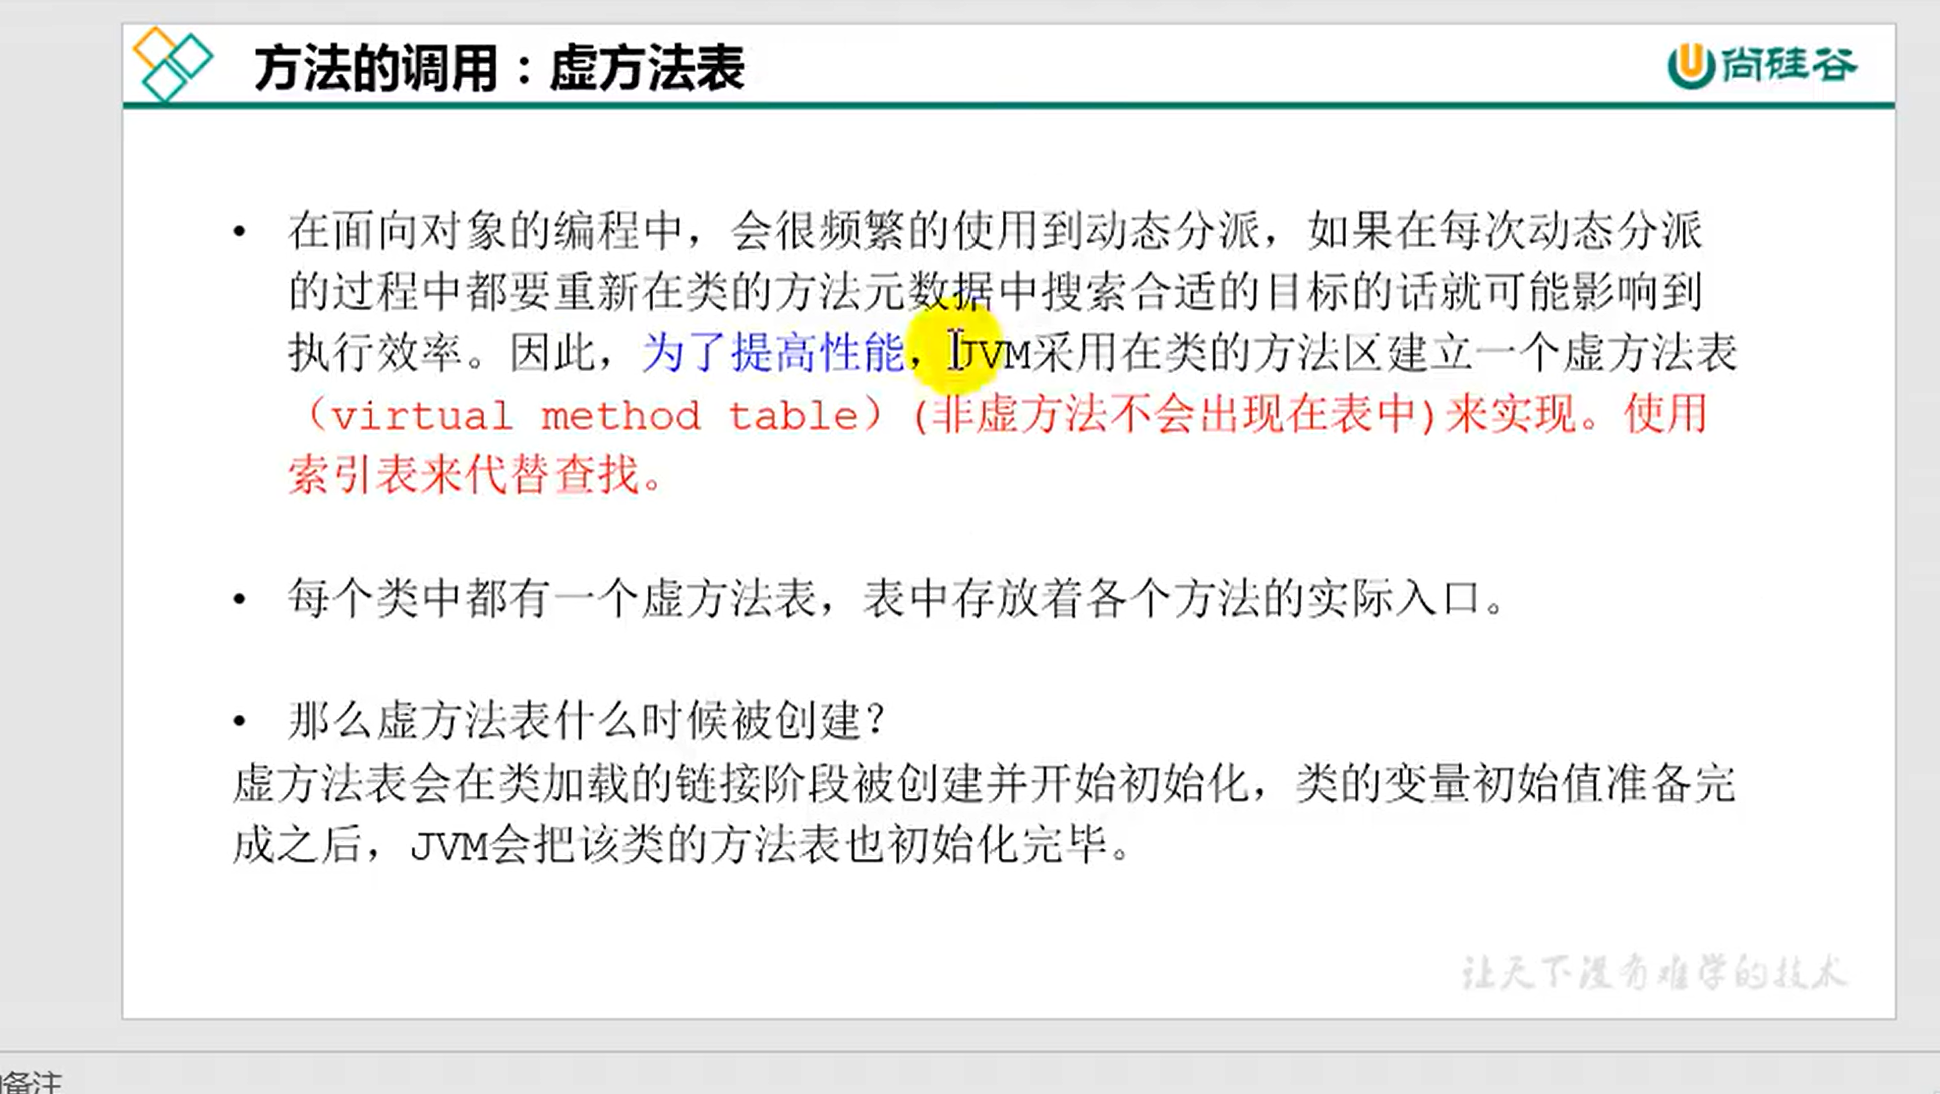 方法的调用：虚方法表
尚硅谷
• 在面向对象的编程中，会很频繁的使用到动态分派，如果在每次动态分派
的过程中都要重新在类的方法元数据中搜索合适的目标的话就可能影响到
执行效率。因此，为了提高性能，JVM采用在类的方法区建立一个虚方法表
（virtual method table）(非虚方法不会出现在表中)来实现。使用
索引表来代替查找。
• 每个类中都有一个虚方法表，表中存放着各个方法的实际入口。
• 那么虚方法表什么时候被创建？
虚方法表会在类加载的链接阶段被创建并开始初始化，类的变量初始值准备完
成之后，JVM会把该类的方法表也初始化完毕。
让天下没有难学的技术
备注